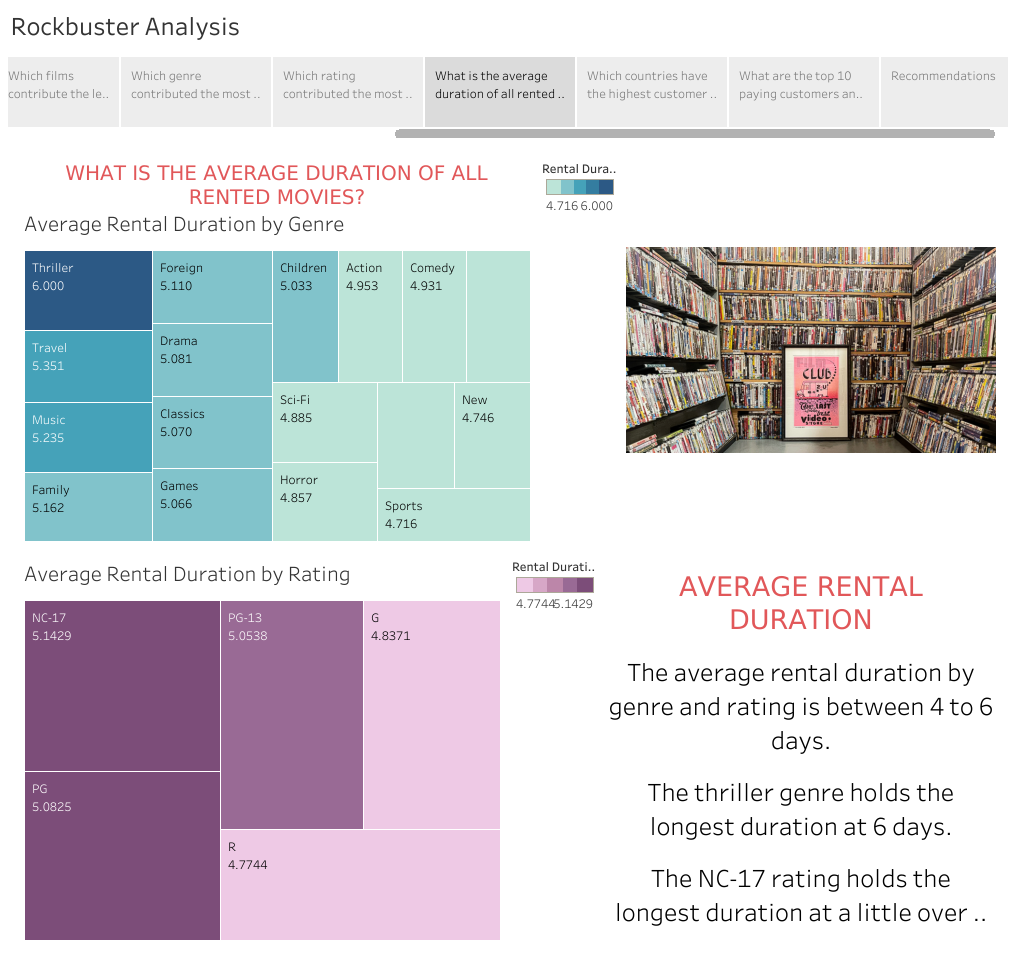 Rockbuster Analysis
Which films
contribute the le..
Which genre
contributed the most ..
Which rating
contributed the most ..
What is the average
duration of all rented ..
Which countries have
the highest customer ..
What are the top 10
paying customers an..
Recommendations
WHAT IS THE AVERAGE DURATION OF ALL
RENTED MOVIES?
Average Rental Duration by Genre
Rental Dura..
4.716 6.000
Thriller
6.000
Travel
5.351
Music
5.235
Family
5.162
Foreign
5.110
Drama
5.081
Classics
5.070
Games
5.066
Children
5.033
Action
4.953
Comedy
4.931
Sci-Fi
4.885
Horror
4.857
New
4.746
Sports
4.716
CLUB
Average Rental Duration by Rating
Rental Durati..
4.7744 5.1429
NC-17
5.1429
PG
5.0825
PG-13
5.0538
G
4.8371
R
4.7744
AVERAGE RENTAL
DURATION
The average rental duration by
genre and rating is between 4 to 6
days.
The thriller genre holds the
longest duration at 6 days.
The NC-17 rating holds the
longest duration at a little over ..